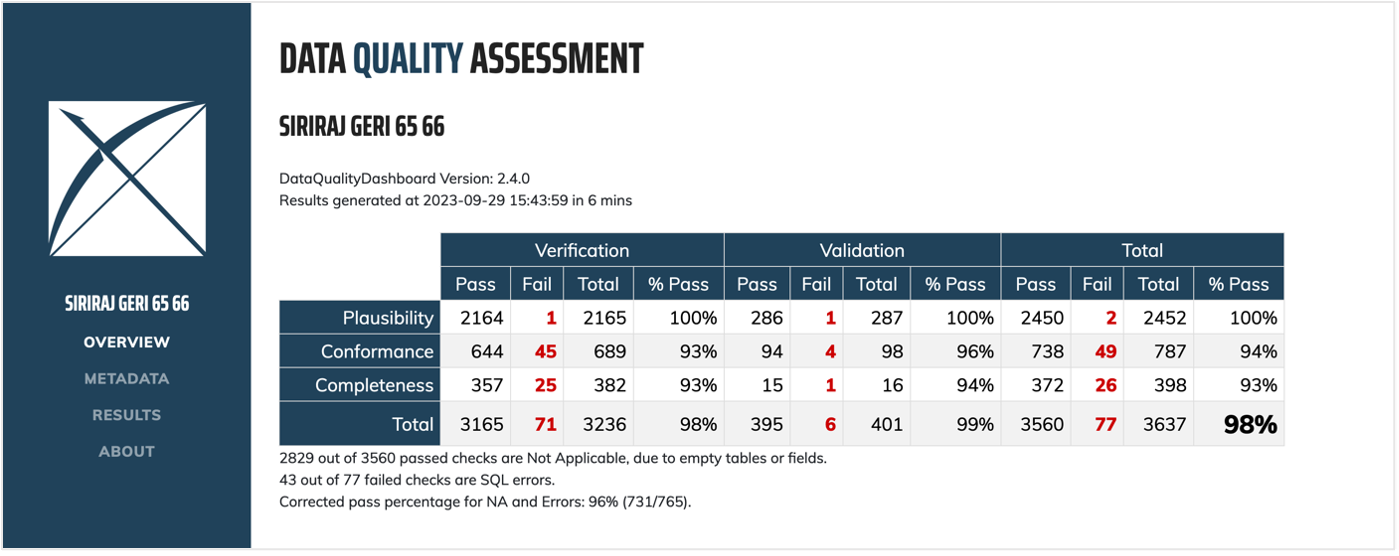 DATA QUALITY ASSESSMENT
SIRIRAJ GERI 65 66
DataQualityDashboard Version: 2.4.0
Results generated at 2023-09-29 15:43:59 in 6 mins
SIRIRAJ GERI 65 66
OVERVIEW
METADATA
RESULTS
ABOUT
Verification Validation Total
Pass Fail Total % Pass Pass Fail Total % Pass Pass Fail Total % Pass
Plausibility 2164 1 2165 100% 286 1 287 100% 2450 2 2452 100%
Conformance 644 45 689 93% 94 4 98 96% 738 49 787 94%
Completeness 357 25 382 93% 15 1 16 94% 372 26 398 93%
Total 3165 71 3236 98% 395 6 401 99% 3560 77 3637 98%
2829 out of 3560 passed checks are Not Applicable, due to empty tables or fields.
43 out of 77 failed checks are SQL errors.
Corrected pass percentage for NA and Errors: 96% (731/765).